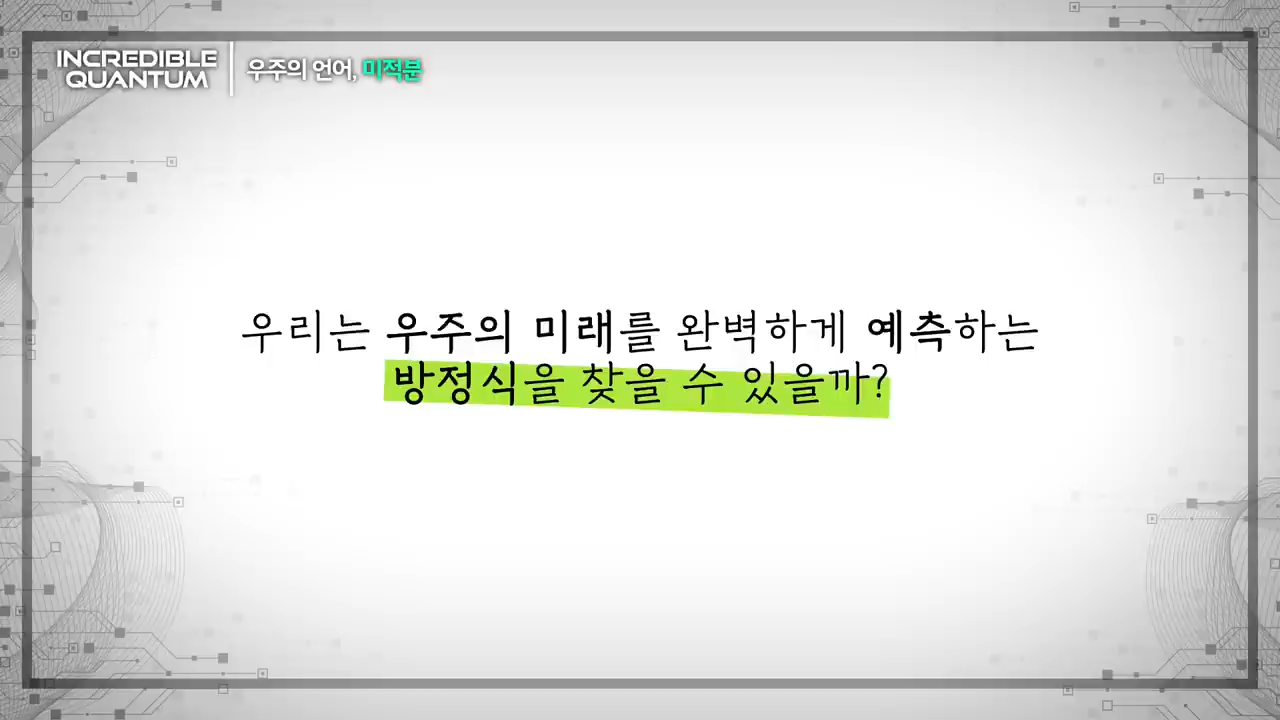 INCREDIBLE
QUANTUM
우주의 언어, 미적분
우리는 우주의 미래를 완벽하게 예측하는
방정식을 찾을 수 있을까?